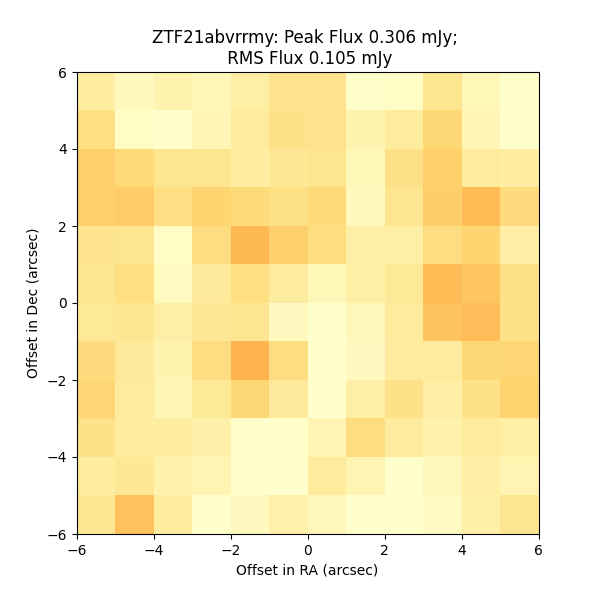 ZTF21abvrrmy: Peak Flux 0.306 mJy;
RMS Flux 0.105 mJy
6
4
2
0
−2
−4
−6
Offset in Dec (arcsec)
−6 −4 −2 0 2 4 6
Offset in RA (arcsec)